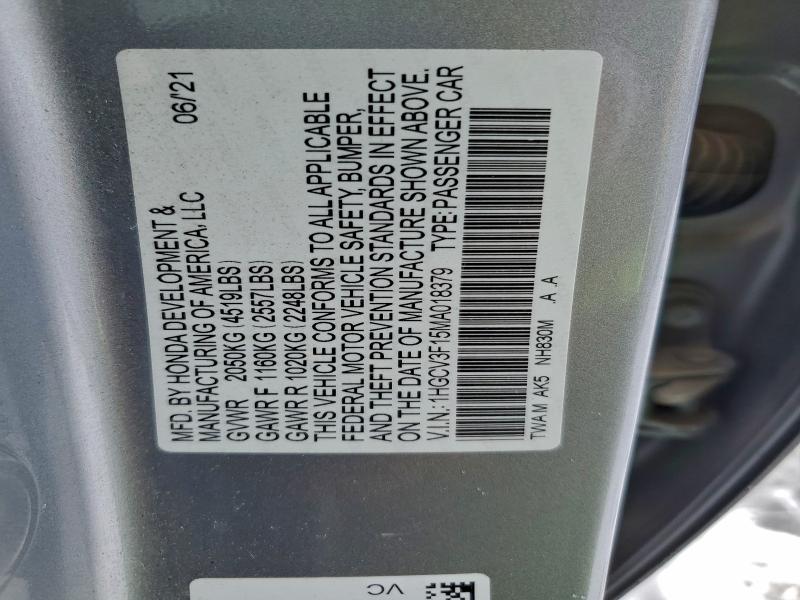 MFD. BY HONDA DEVELOPMENT & 06/'21
MANUFACTURING OF AMERICA, LLC
GVWR 2050KG (4519LBS)
GAWR F 1160KG (2557LBS)
GAWR R 1020KG (2248LBS)
THIS VEHICLE CONFORMS TO ALL APPLICABLE
FEDERAL MOTOR VEHICLE SAFETY, BUMPER,
AND THEFT PREVENTION STANDARDS IN EFFECT
ON THE DATE OF MANUFACTURE SHOWN ABOVE.
V.I.N.: 1HGCV3F15MA018379 TYPE: PASSENGER CAR
TWAM AK5 NH830M .A .A
VC